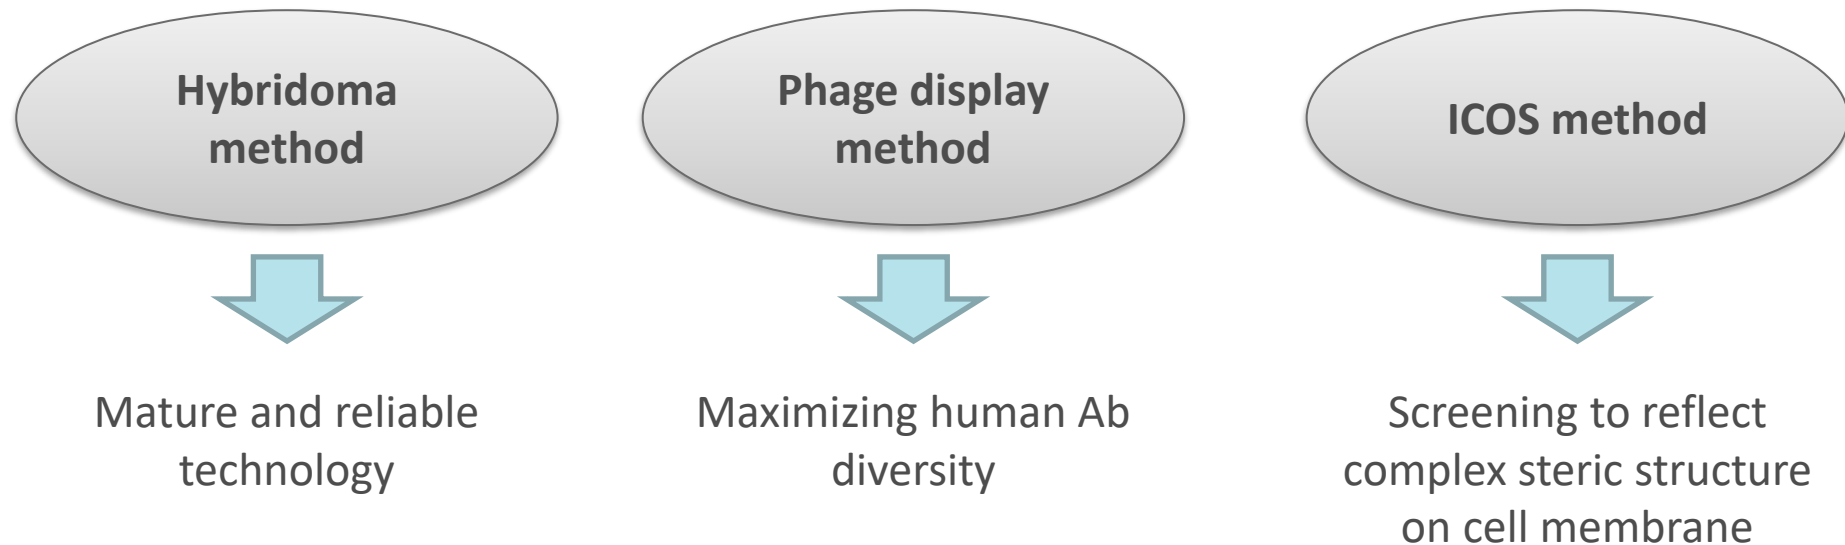 Hybridoma
method
Mature and reliable
technology
Phage display
method
Maximizing human Ab
diversity
ICOS method
Screening to reflect
complex steric structure
on cell membrane